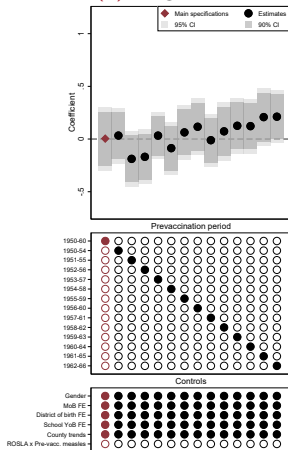 Main specifications Estimates
95% CI 90% CI
1
.5
0
-.5
Coefficient
Prevaccination period
1950-60
1950-54
1951-55
1952-56
1953-57
1954-58
1955-59
1956-60
1957-61
1958-62
1959-63
1960-64
1961-65
1962-66
Controls
Gender
MoB FE
District of birth FE
School YoB FE
County trends
ROSLA x Pre-vacc. measles